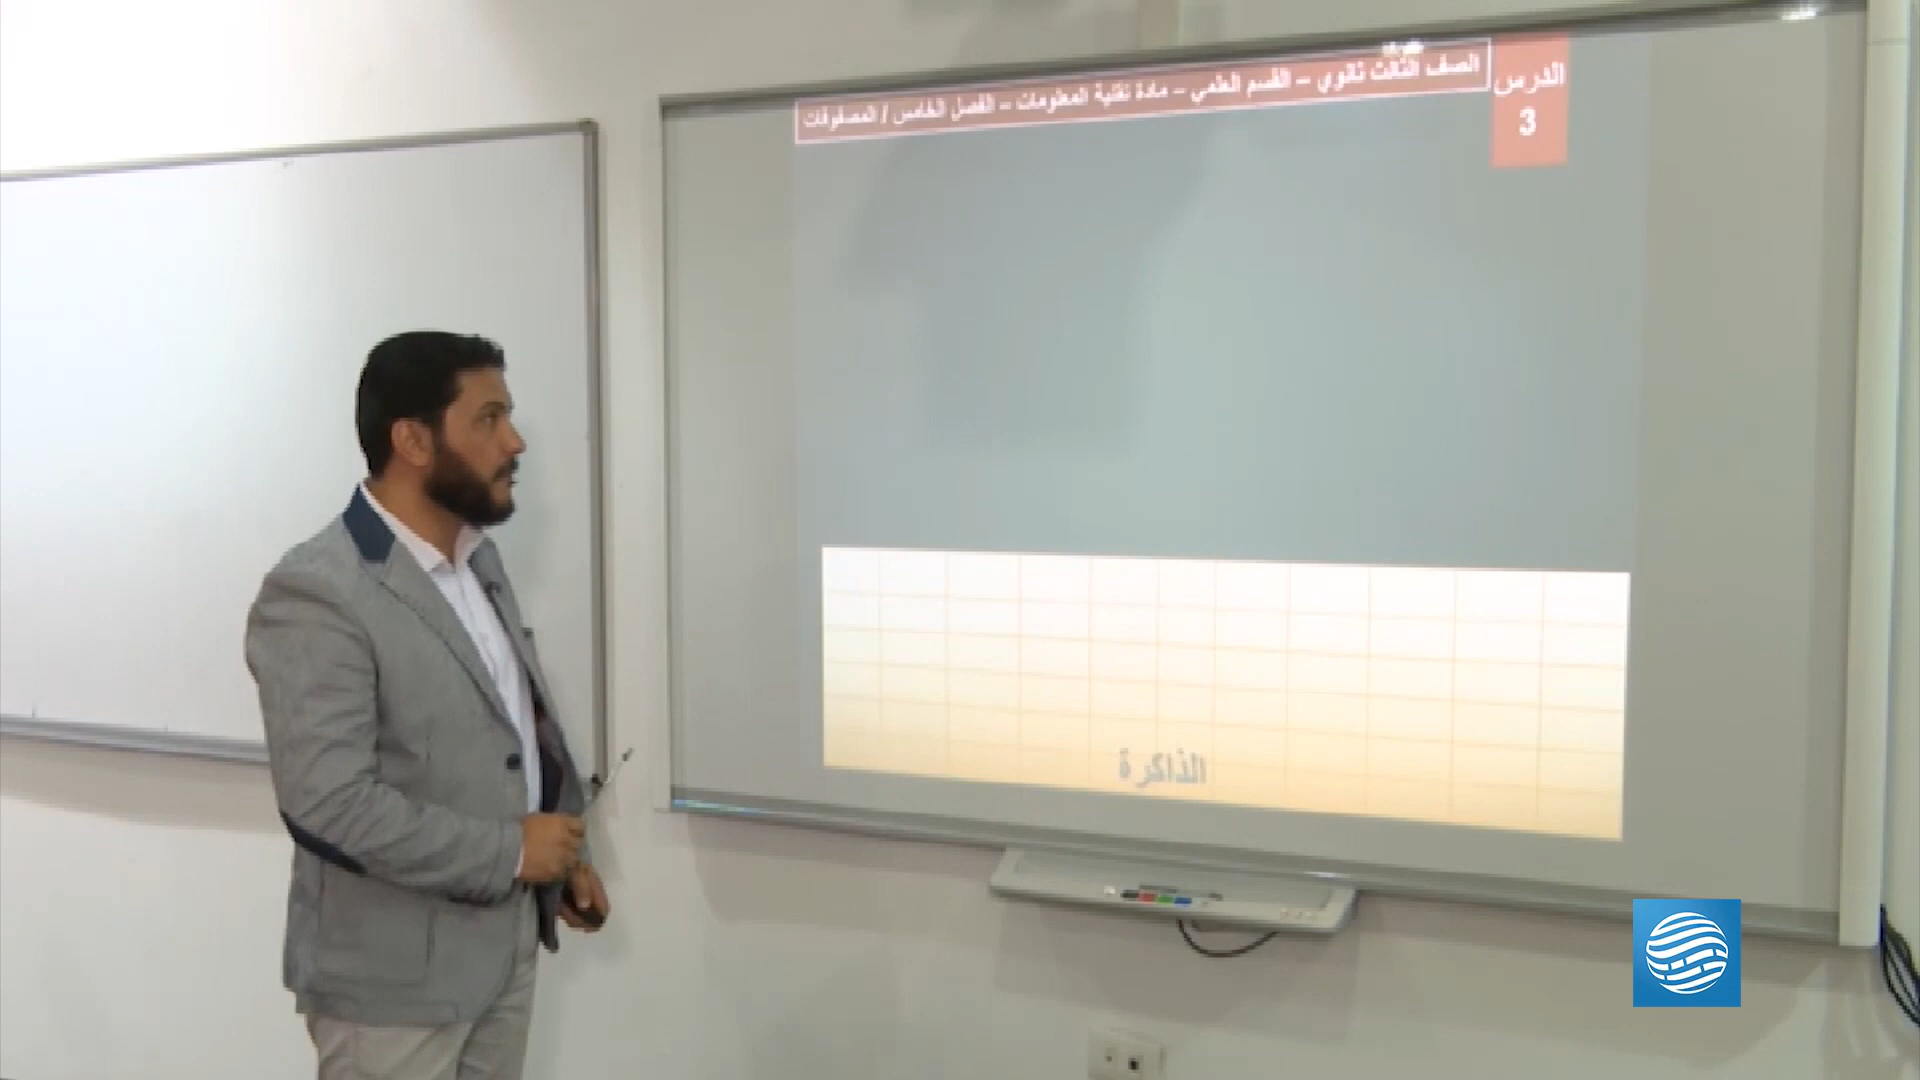 الصف الثالث ثانوي – القسم العلمي – مادة تقنية المعلومات – الفصل الخامس / المصفوفات
الدرس
3
الذاكرة